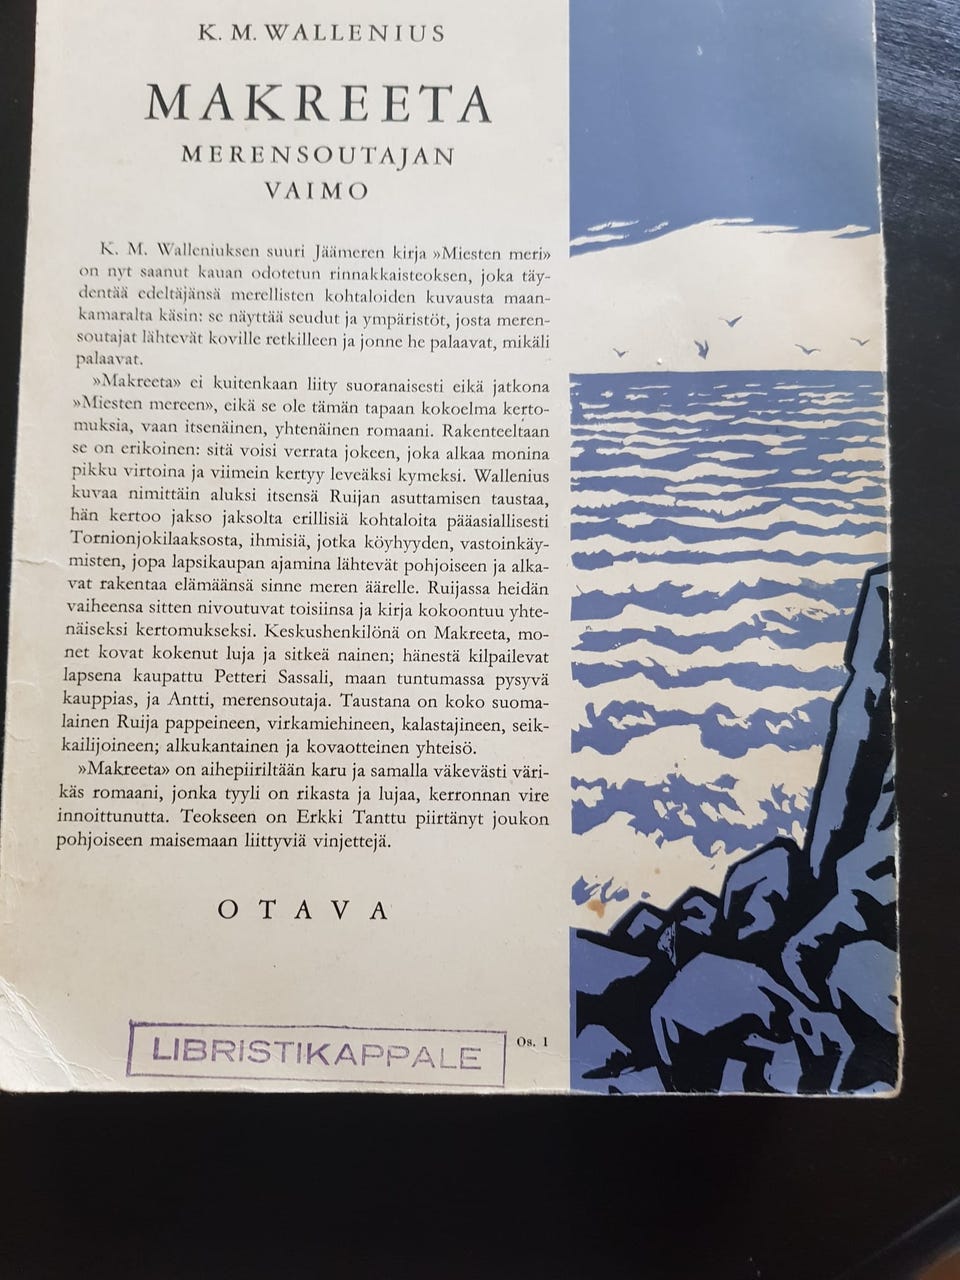 K. M. WALLENIUS
MAKREETA
MERENSOUTAJAN
VAIMO
K. M. Walleniuksen suuri Jäämeren kirja »Miesten meri»
on nyt saanut kauan odotetun rinnakkaisteoksen, joka täy-
dentää edeltäjänsä merellisten kohtaloiden kuvausta maan-
kamaralta käsin: se näyttää seudut ja ympäristöt, josta meren-
soutajat lähtevät koville retkilleen ja jonne he palaavat, mikäli
palaavat.
»Makreeta» ei kuitenkaan liity suoranaisesti eikä jatkona
»Miesten mereen», eikä se ole tämän tapaan kokoelma kerto-
muksia, vaan itsenäinen, yhtenäinen romaani. Rakenteeltaan
se on erikoinen: sitä voisi verrata jokeen, joka alkaa monina
pikku virtoina ja viimein kertyy leveäksi kymeksi. Wallenius
kuvaa nimittäin aluksi itsensä Ruijan asuttamisen taustaa,
hän kertoo jakso jaksolta erillisiä kohtaloita pääasiallisesti
Tornionjokilaaksosta, ihmisiä, jotka köyhyyden, vastoinkäy-
misten, jopa lapsikaupan ajamina lähtevät pohjoiseen ja alka-
vat rakentaa elämäänsä sinne meren äärelle. Ruijassa heidän
vaiheensa sitten nivoutuvat toisiinsa ja kirja kokoontuu yhte-
näiseksi kertomukseksi. Keskushenkilönä on Makreeta, mo-
net kovat kokenut luja ja sitkeä nainen; hänestä kilpailevat
lapsena kaupattu Petteri Sassali, maan tuntumassa pysyvä
kauppias, ja Antti, merensoutaja. Taustana on koko suoma-
lainen Ruija pappeineen, virkamiehineen, kalastajineen, seik-
kailijoineen; alkukantainen ja kovaotteinen yhteisö.
»Makreeta» on aihepiiriltään karu ja samalla väkevästi väri-
käs romaani, jonka tyyli on rikasta ja lujaa, kerronnan vire
innoittunutta. Teokseen on Erkki Tanttu piirtänyt joukon
pohjoiseen maisemaan liittyviä vinjettejä.
OTAVA
LIBRISTIKAPPALE
Os. 1